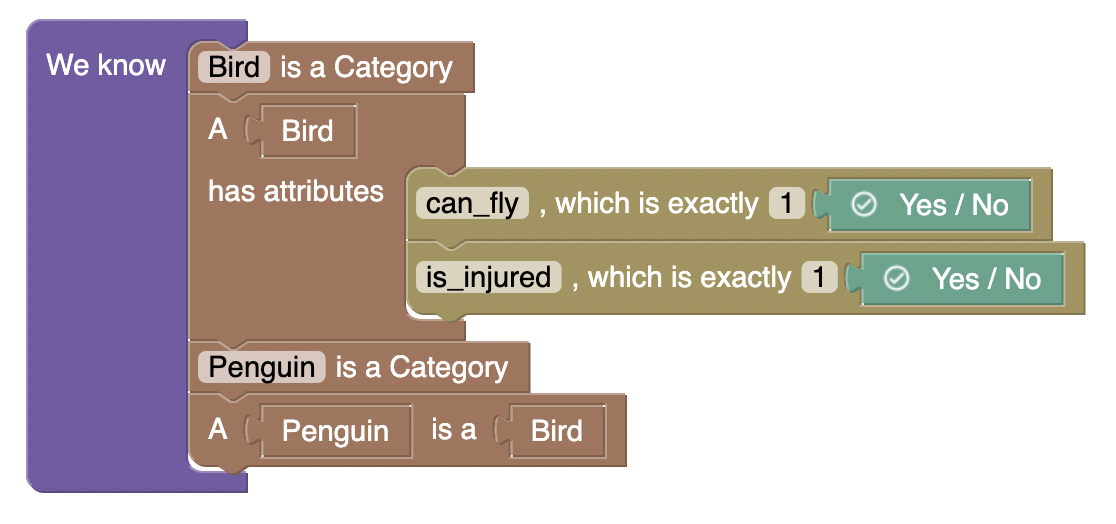 We know
Bird is a Category
A Bird
has attributes
can_fly , which is exactly 1 Yes / No
is_injured , which is exactly 1 Yes / No
Penguin is a Category
A Penguin is a Bird